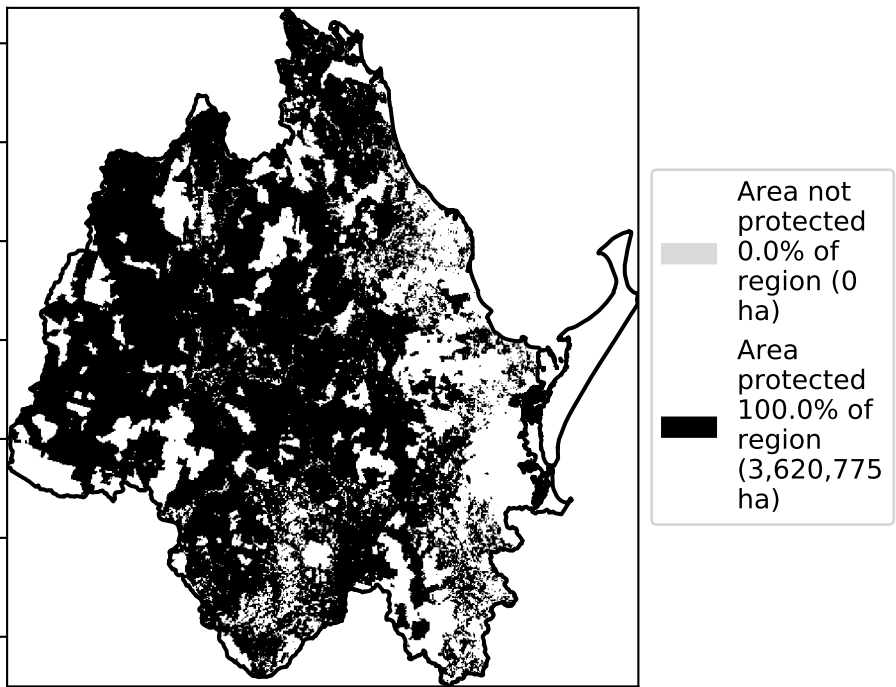 Area not
protected
0.0% of
region (0
ha)
Area
protected
100.0% of
region
(3,620,775
ha)